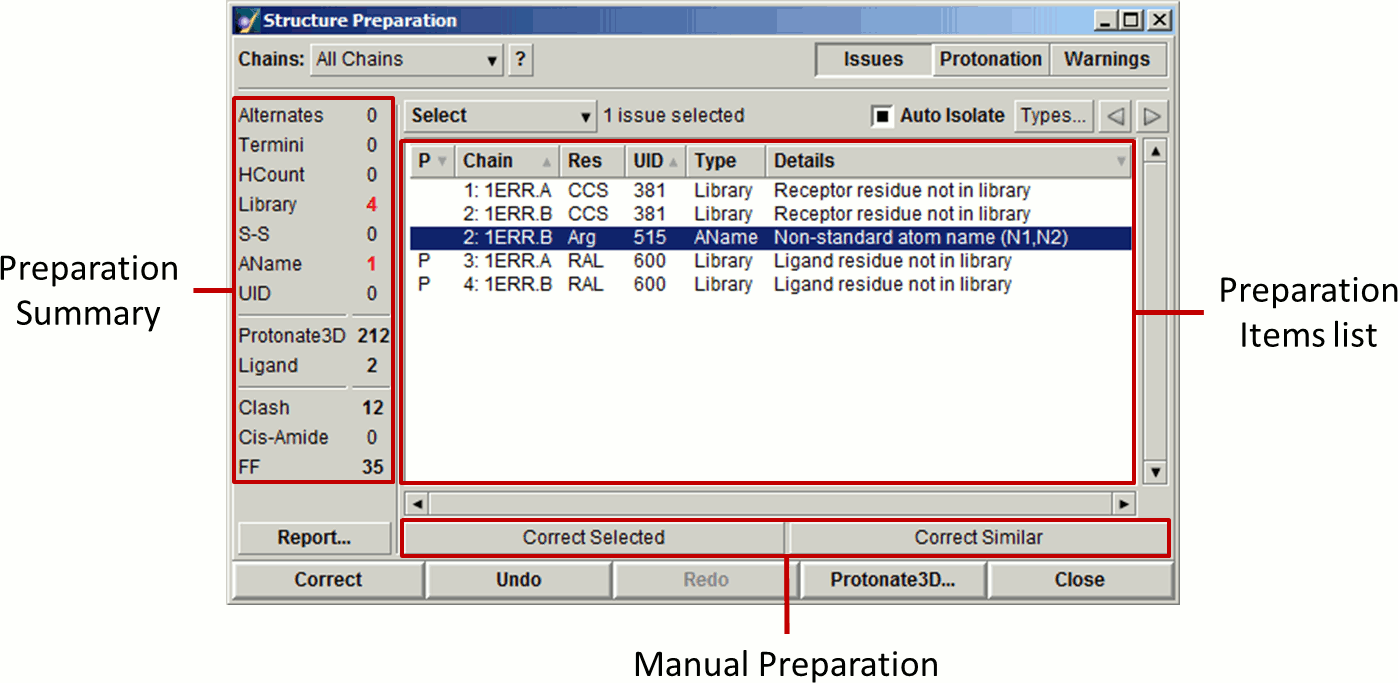 Structure Preparation
Chains: All Chains ? Issues Protonation Warnings
Select 1 issue selected Auto Isolate Types...
Alternates 0
Termini 0
HCount 0
Library 4
S-S 0
AName 1
UID 0
Protonate3D 212
Ligand 2
Clash 12
Cis-Amide 0
FF 35
P Chain Res UID Type Details
1: 1ERR.A CCS 381 Library Receptor residue not in library
2: 1ERR.B CCS 381 Library Receptor residue not in library
2: 1ERR.B Arg 515 AName Non-standard atom name (N1,N2)
P 3: 1ERR.A RAL 600 Library Ligand residue not in library
P 4: 1ERR.B RAL 600 Library Ligand residue not in library
Preparation
Summary
Preparation
Items list
Report... Correct Selected Correct Similar
Correct Undo Redo Protonate3D... Close
Manual Preparation